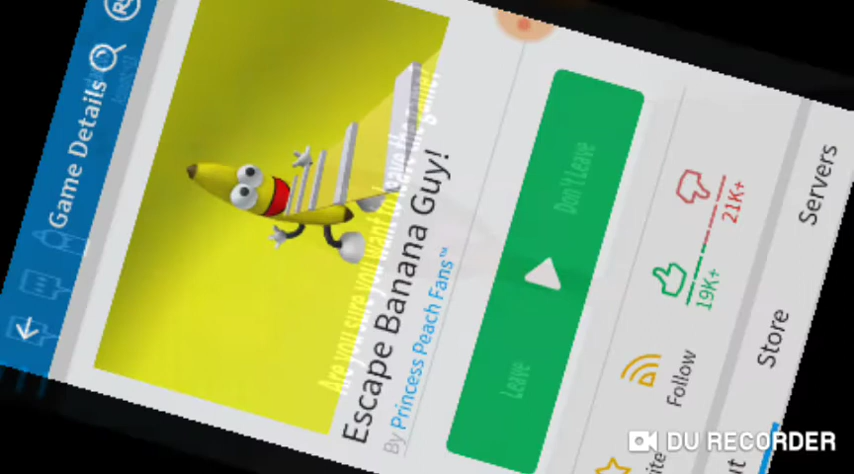 Game Details
Are you sure you want to leave the game?
Escape Banana Guy!
By Princess Peach Fans™
Leave
Don't Leave
19K+
21K+
Follow
Store
Servers
DU RECORDER